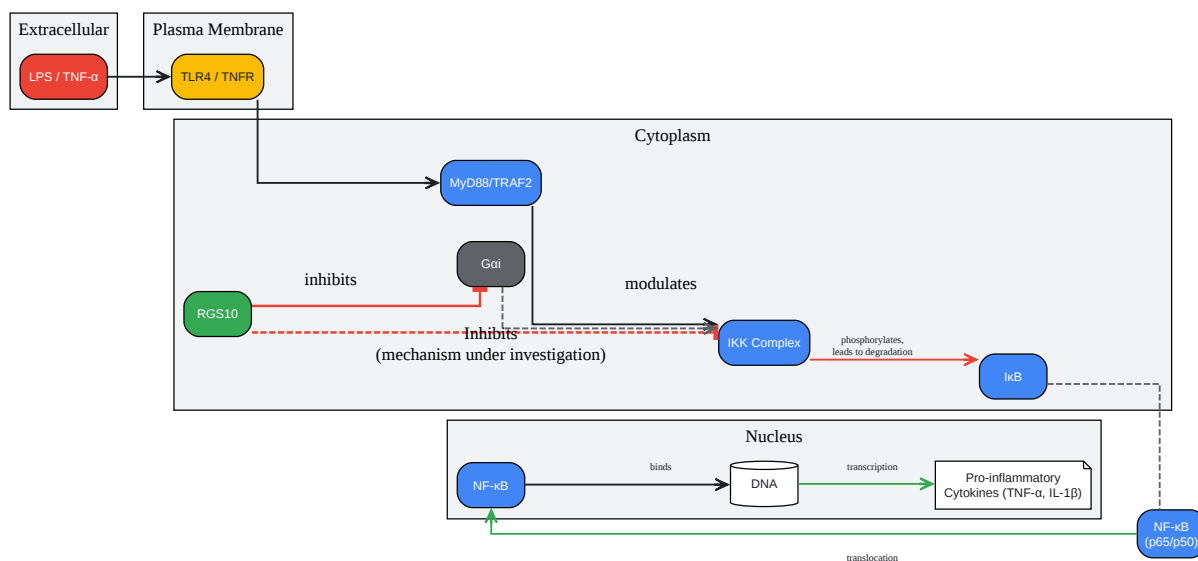 Extracellular
Plasma Membrane
LPS / TNF-α
TLR4 / TNFR
Cytoplasm
MyD88/TRAF2
Gαi
inhibits
modulates
RGS10
Inhibits
(mechanism under investigation)
IKK Complex
phosphorylates,
leads to degradation
IκB
Nucleus
NF-κB
binds
DNA
transcription
Pro-inflammatory
Cytokines (TNF-α, IL-1β)
NF-κB
(p65/p50)
translocation